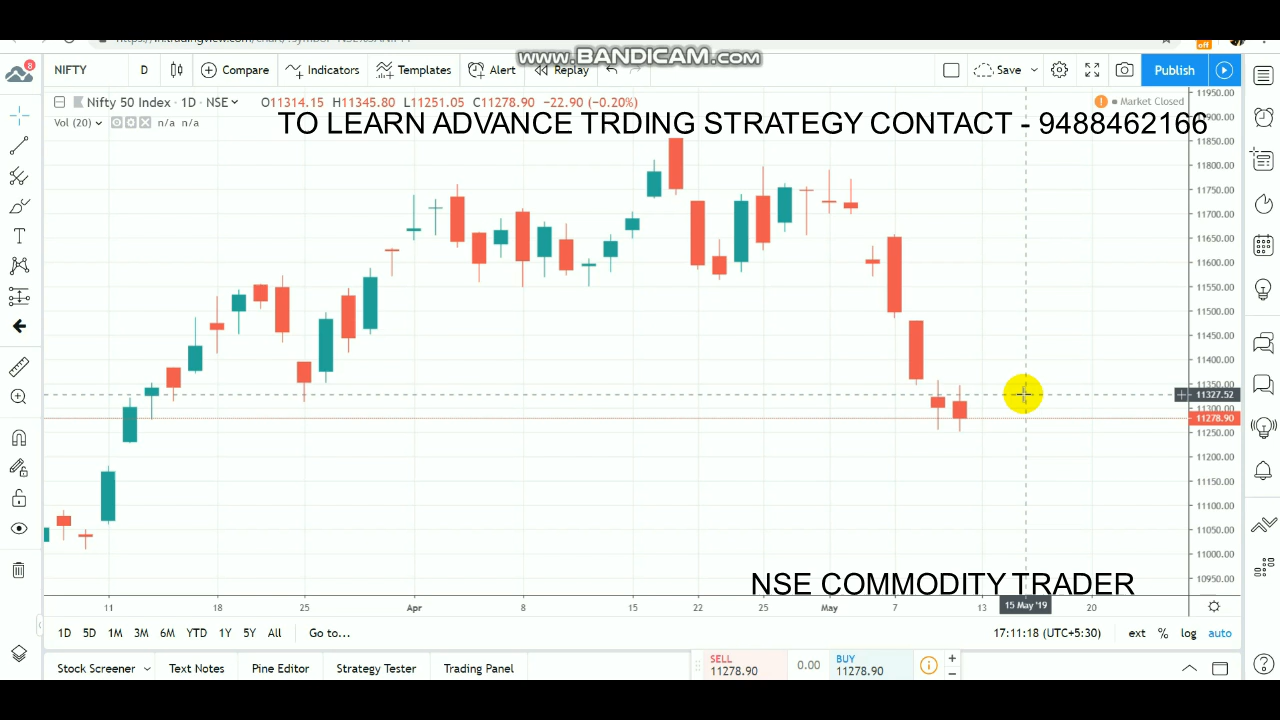 www.BANDICAM.com
off
8
NIFTY D Compare Indicators Templates Alert Replay Save Publish
Nifty 50 Index • 1D • NSE O11314.15 H11345.80 L11251.05 C11278.90 −22.90 (−0.20%)
Market Closed
Vol (20) n/a n/a
TO LEARN ADVANCE TRDING STRATEGY CONTACT - 9488462166
11950.00
11900.00
11850.00
11800.00
11750.00
11700.00
11650.00
11600.00
11550.00
11500.00
11450.00
11400.00
11350.00
11327.52
11300.00
11278.90
11250.00
11200.00
11150.00
11100.00
11050.00
11000.00
10950.00
NSE COMMODITY TRADER
11 18 25 Apr 8 15 22 25 May 7 13 15 May '19 20
1D 5D 1M 3M 6M YTD 1Y 5Y All Go to... 17:11:18 (UTC+5:30) ext % log auto
Stock Screener Text Notes Pine Editor Strategy Tester Trading Panel
SELL 11278.90 0.00 BUY 11278.90